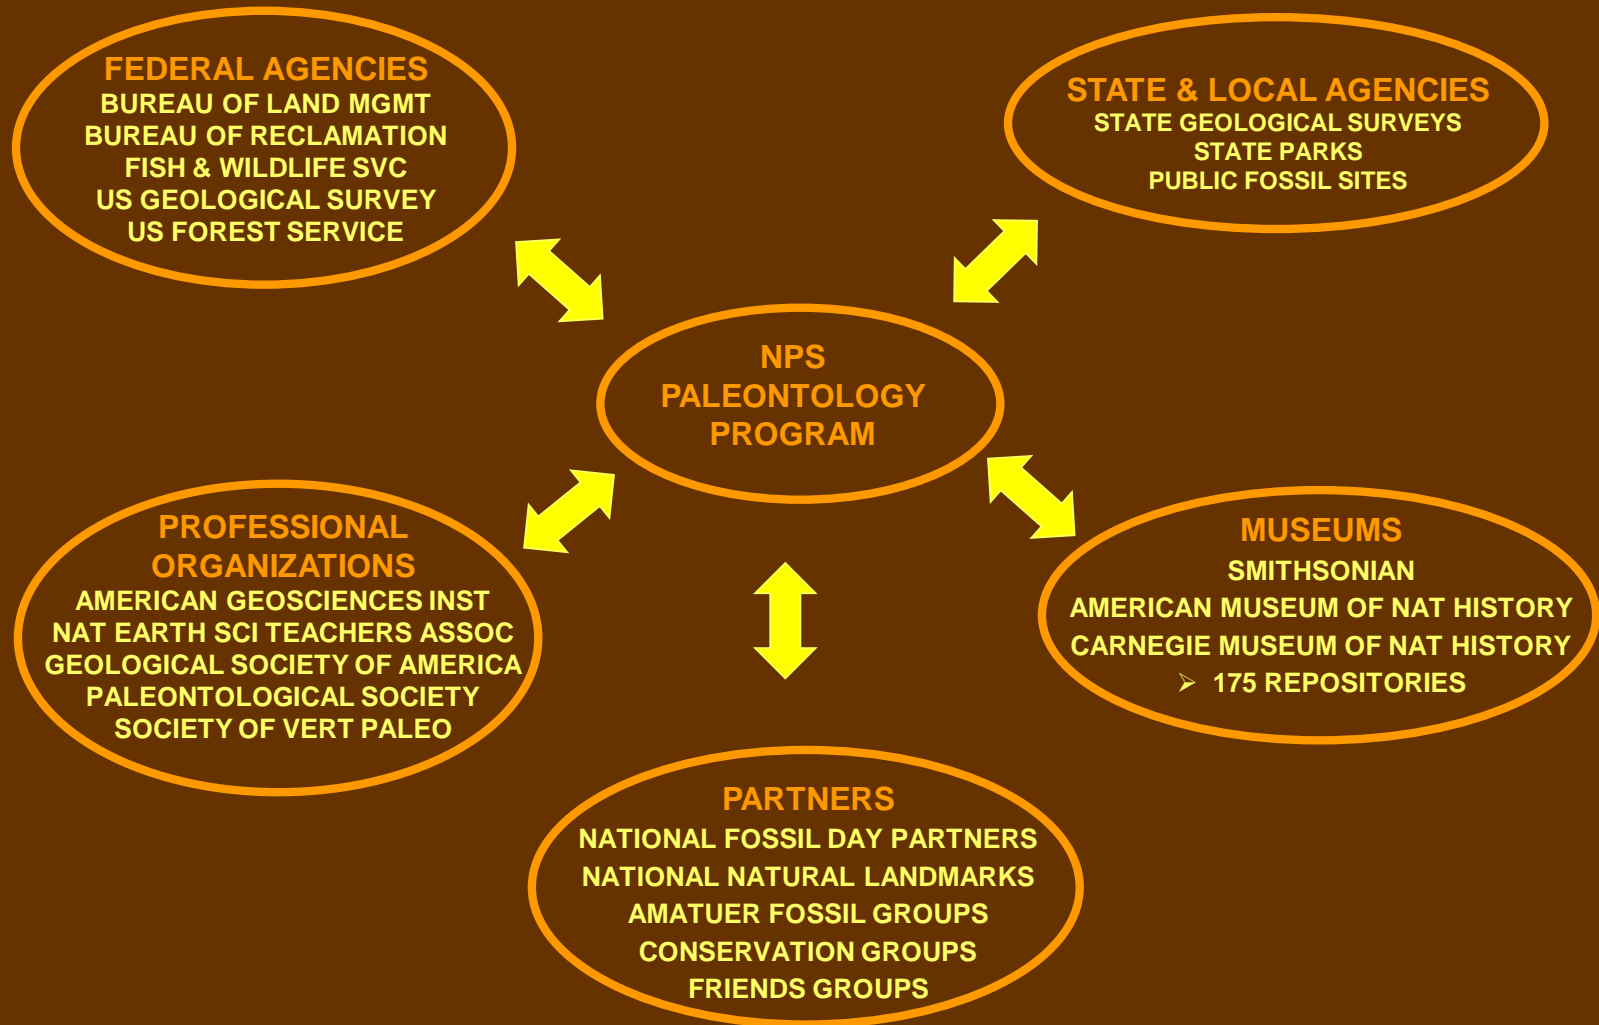 FEDERAL AGENCIES
BUREAU OF LAND MGMT
BUREAU OF RECLAMATION
FISH & WILDLIFE SVC
US GEOLOGICAL SURVEY
US FOREST SERVICE
STATE & LOCAL AGENCIES
STATE GEOLOGICAL SURVEYS
STATE PARKS
PUBLIC FOSSIL SITES
NPS
PALEONTOLOGY
PROGRAM
PROFESSIONAL
ORGANIZATIONS
AMERICAN GEOSCIENCES INST
NAT EARTH SCI TEACHERS ASSOC
GEOLOGICAL SOCIETY OF AMERICA
PALEONTOLOGICAL SOCIETY
SOCIETY OF VERT PALEO
MUSEUMS
SMITHSONIAN
AMERICAN MUSEUM OF NAT HISTORY
CARNEGIE MUSEUM OF NAT HISTORY
➢ 175 REPOSITORIES
PARTNERS
NATIONAL FOSSIL DAY PARTNERS
NATIONAL NATURAL LANDMARKS
AMATUER FOSSIL GROUPS
CONSERVATION GROUPS
FRIENDS GROUPS